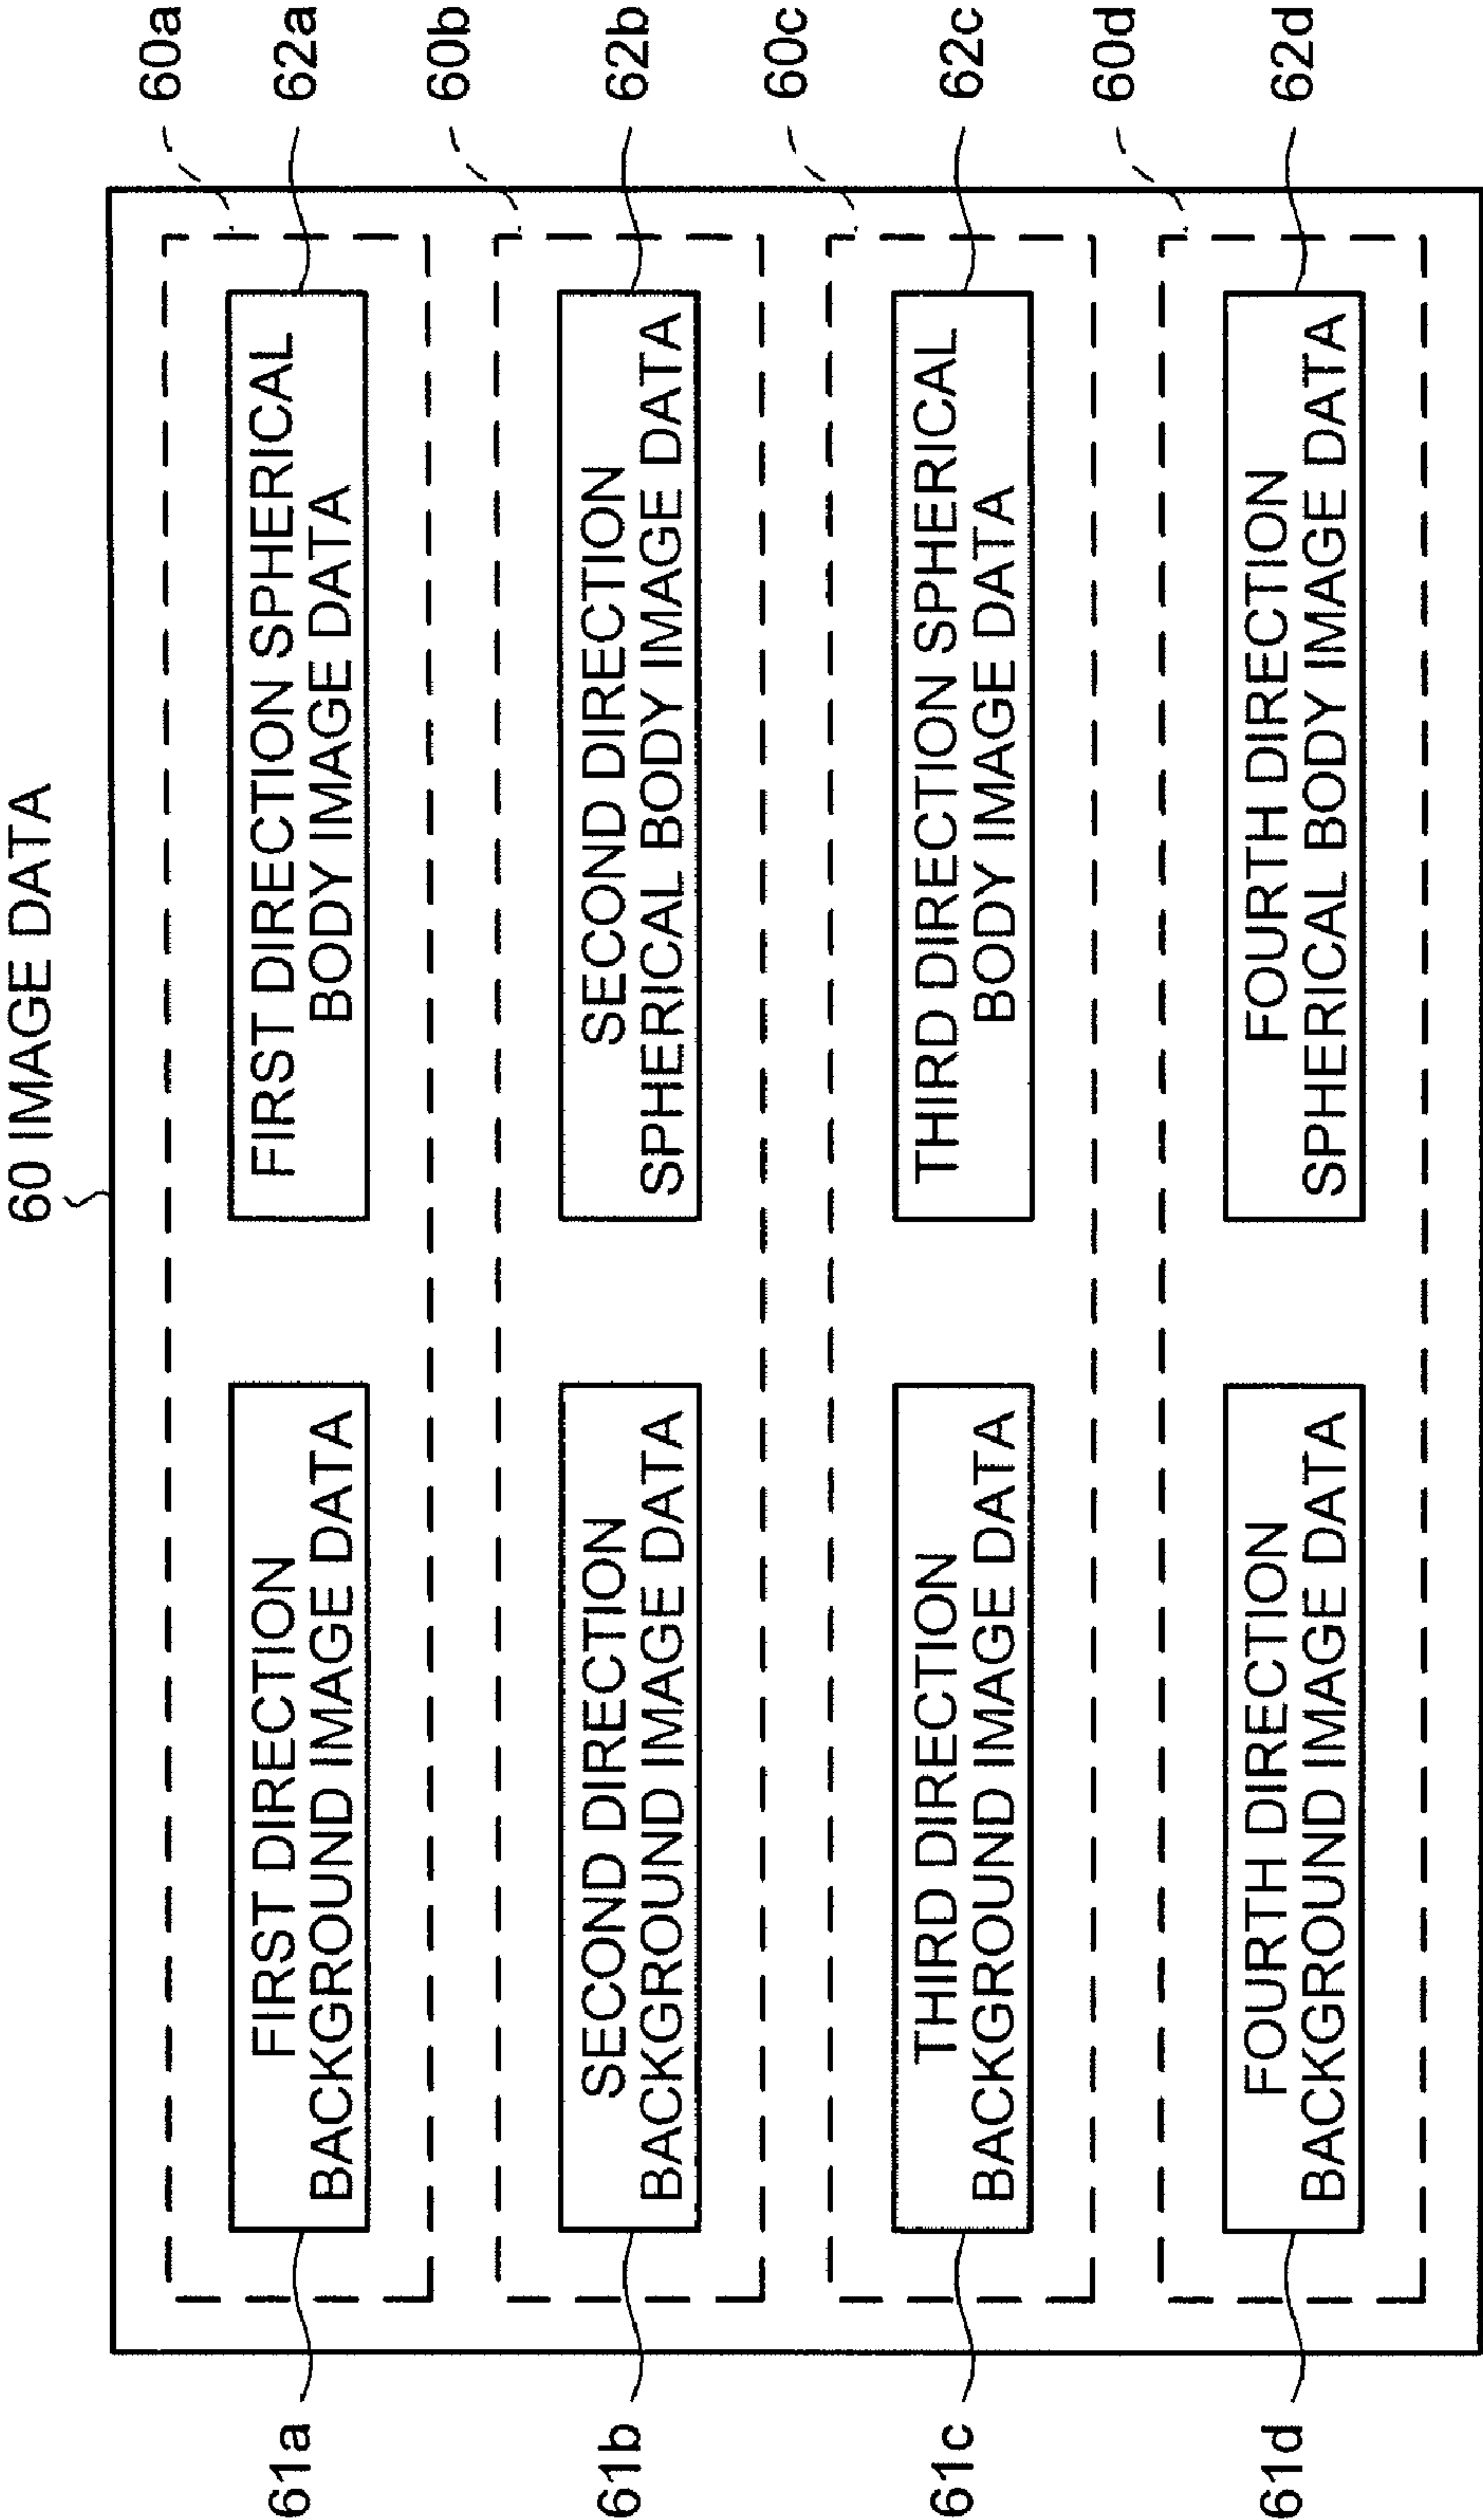 60 IMAGE DATA
60a
61a
FIRST DIRECTION
BACKGROUND IMAGE DATA
FIRST DIRECTION SPHERICAL
BODY IMAGE DATA
62a
60b
61b
SECOND DIRECTION
BACKGROUND IMAGE DATA
SECOND DIRECTION
SPHERICAL BODY IMAGE DATA
62b
60c
61c
THIRD DIRECTION
BACKGROUND IMAGE DATA
THIRD DIRECTION SPHERICAL
BODY IMAGE DATA
62c
60d
61d
FOURTH DIRECTION
BACKGROUND IMAGE DATA
FOURTH DIRECTION
SPHERICAL BODY IMAGE DATA
62d